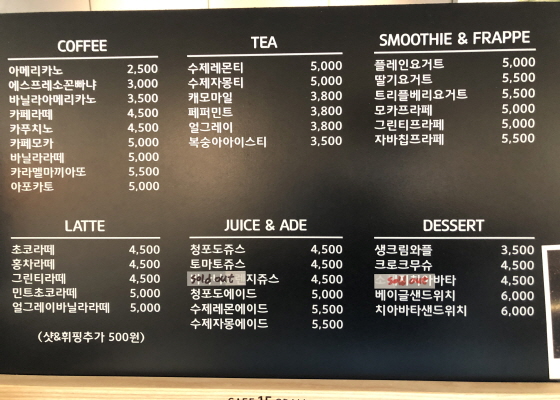 COFFEE
아메리카노 2,500
에스프레소꼰빠냐 3,000
바닐라아메리카노 3,500
카페라떼 4,500
카푸치노 4,500
카페모카 5,000
바닐라라떼 5,000
카라멜마끼아또 5,500
아포카토 5,000
TEA
수제레몬티 5,000
수제자몽티 5,000
캐모마일 3,800
페퍼민트 3,800
얼그레이 3,800
복숭아아이스티 3,500
SMOOTHIE & FRAPPE
플레인요거트 5,000
딸기요거트 5,500
트리플베리요거트 5,500
모카프라페 5,000
그린티프라페 5,000
자바칩프라페 5,500
LATTE
초코라떼 4,500
홍차라떼 4,500
그린티라떼 4,500
민트초코라떼 5,000
얼그레이바닐라라떼 5,000
(샷&휘핑추가 500원)
JUICE & ADE
청포도쥬스 4,500
토마토쥬스 4,500
sold out 지쥬스 4,500
청포도에이드 5,000
수제레몬에이드 5,500
수제자몽에이드 5,500
DESSERT
생크림와플 3,500
크로크무슈 4,500
sold out 바타 4,500
베이글샌드위치 6,000
치아바타샌드위치 6,000